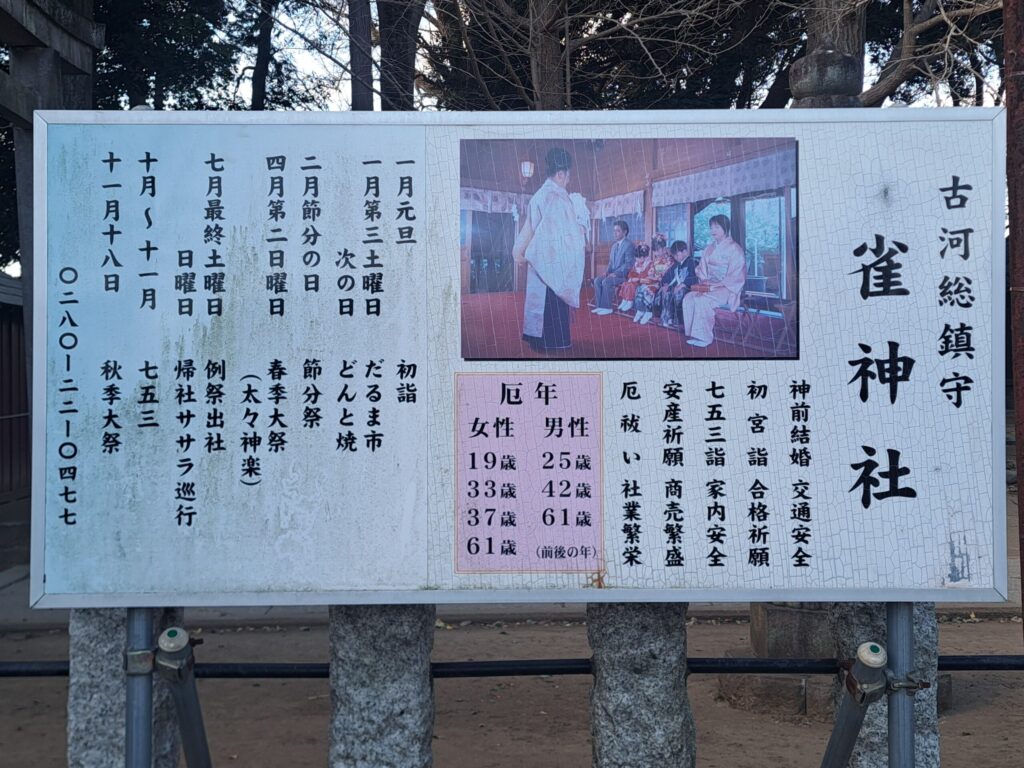 古河総鎮守
雀神社
神前結婚 交通安全
初宮詣 合格祈願
七五三詣 家内安全
安産祈願 商売繁盛
厄祓い 社業繁栄
厄年
男性
25歳
42歳
61歳
(前後の年)
女性
19歳
33歳
37歳
61歳
一月元旦 初詣
一月第三土曜日 だるま市
次の日 どんと焼
二月節分の日 節分祭
四月第二日曜日 春季大祭
(太々神楽)
七月最終土曜日 例祭出社
日曜日 帰社ササラ巡行
十月〜十一月 七五三
十一月十八日 秋季大祭
〇二八〇ー二二ー〇四七七